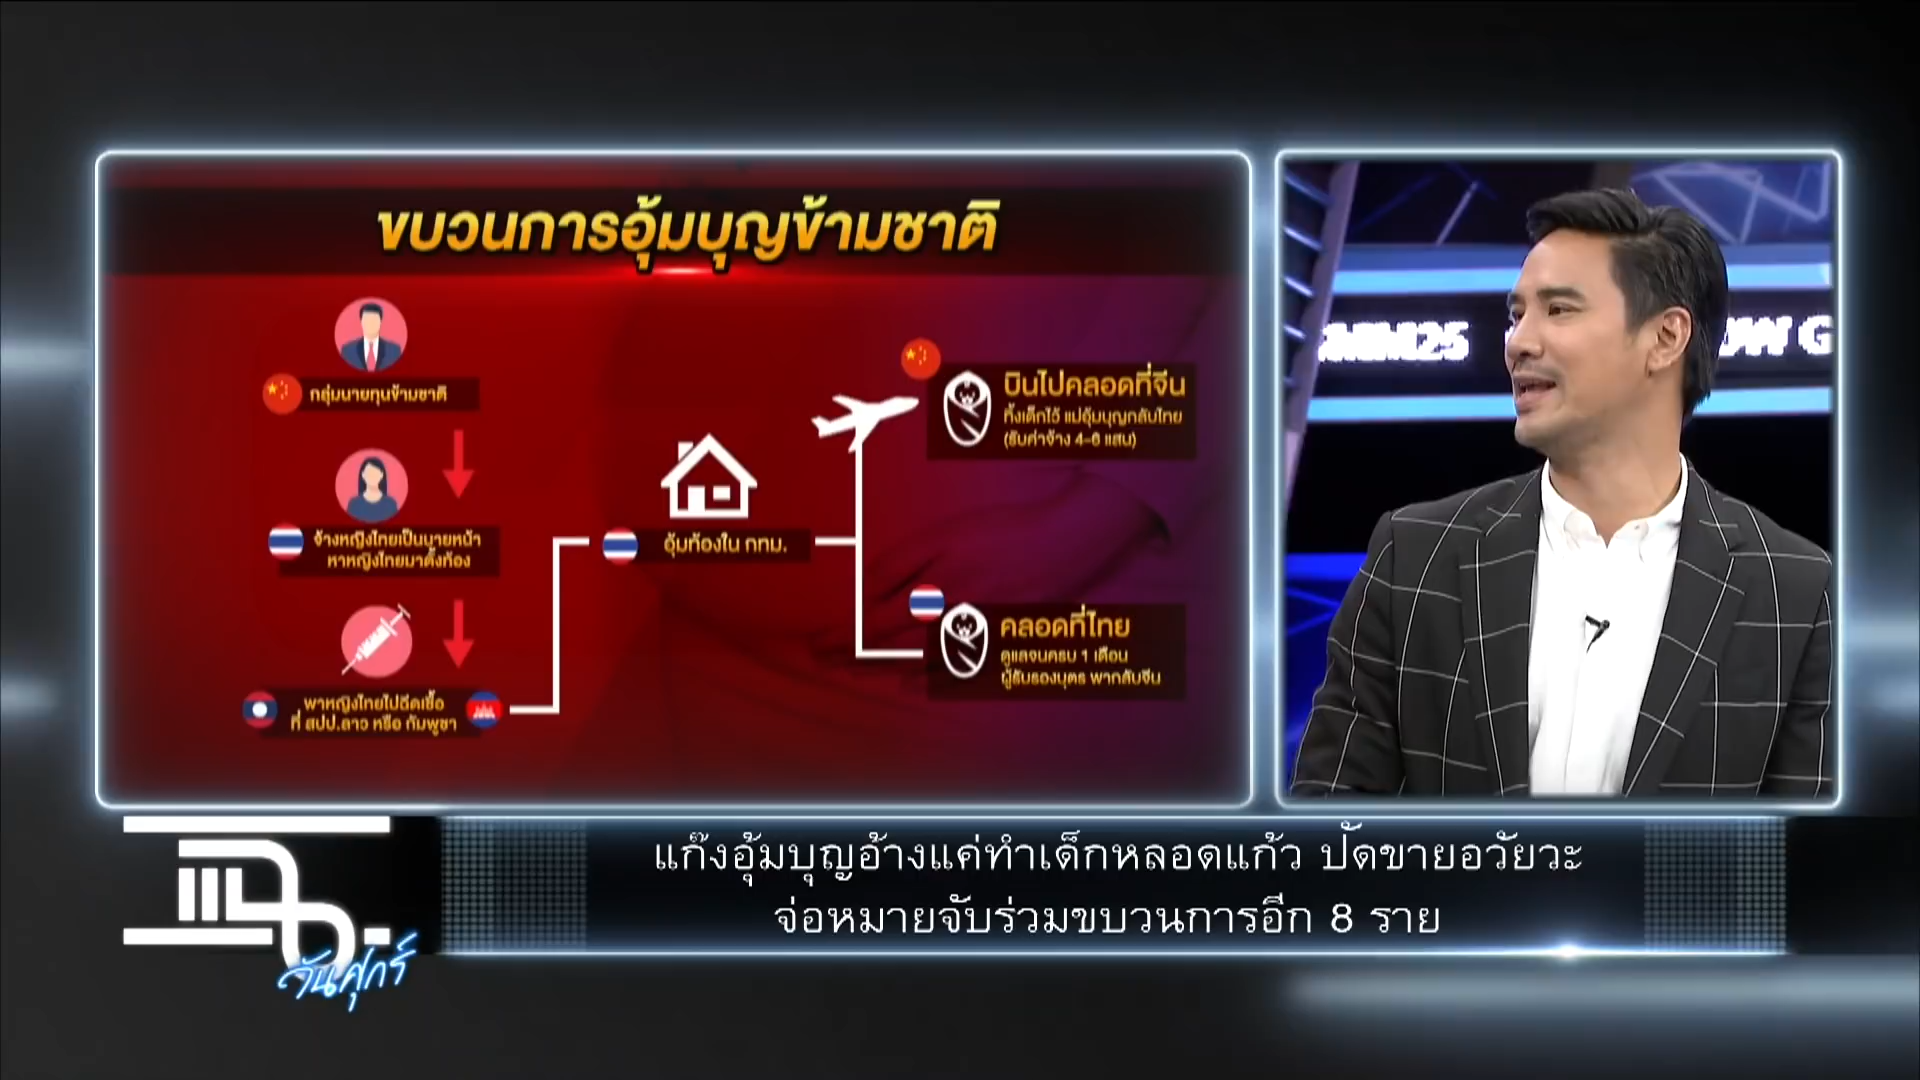 ขบวนการอุ้มบุญข้ามชาติ
กลุ่มนายทุนข้ามชาติ
จ้างหญิงไทยเป็นนายหน้า
หาหญิงไทยมาตั้งท้อง
พาหญิงไทยไปฉีดเชื้อ
ที่ สปป.ลาว หรือ กัมพูชา
อุ้มท้องใน กทม.
บินไปคลอดที่จีน
ทิ้งเด็กไว้ แม่อุ้มบุญกลับไทย
(รับค่าจ้าง 4-6 แสน)
คลอดที่ไทย
ดูแลจนครบ 1 เดือน
ผู้รับรองบุตร พากลับจีน
GMM25
OW G
แฉ.
วันศุกร์
แก๊งอุ้มบุญอ้างแค่ทำเด็กหลอดแก้ว ปัดขายอวัยวะ
จ่อหมายจับร่วมขบวนการอีก 8 ราย